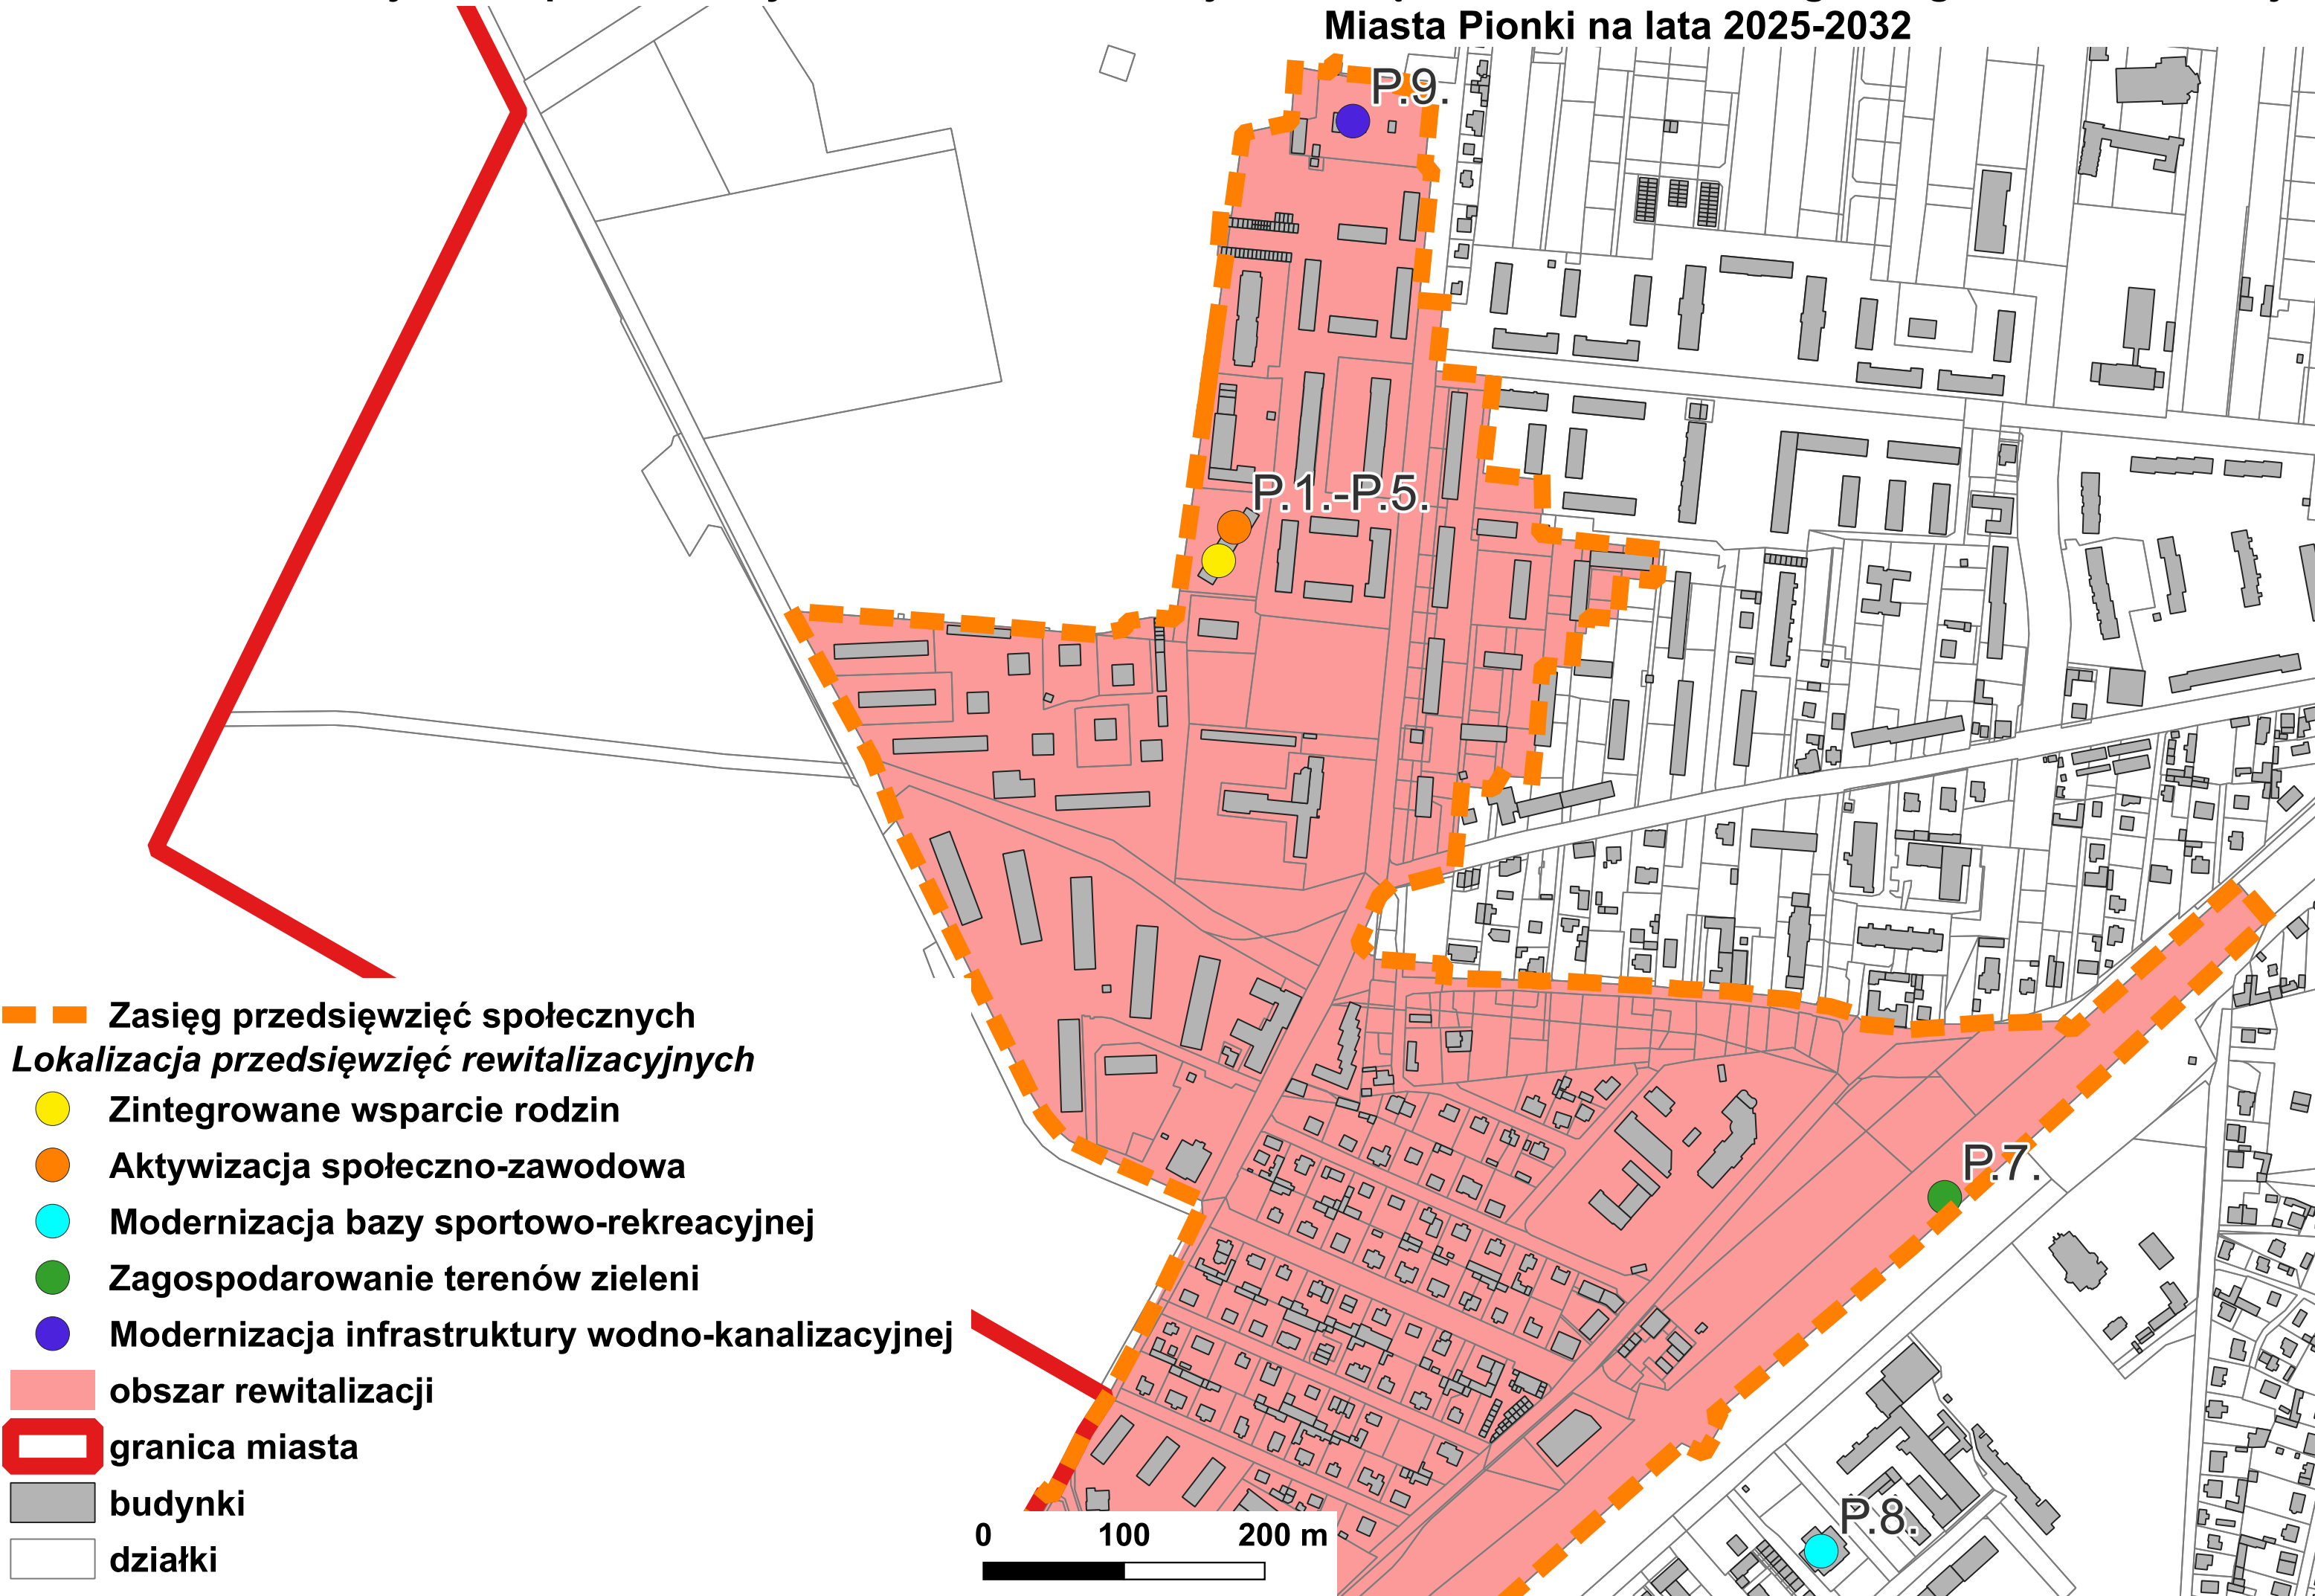 Miasta Pionki na lata 2025-2032
P.9.
P.1.-P.5.
P.7.
P.8.
Zasięg przedsięwzięć społecznych
Lokalizacja przedsięwzięć rewitalizacyjnych
Zintegrowane wsparcie rodzin
Aktywizacja społeczno-zawodowa
Modernizacja bazy sportowo-rekreacyjnej
Zagospodarowanie terenów zieleni
Modernizacja infrastruktury wodno-kanalizacyjnej
obszar rewitalizacji
granica miasta
budynki
działki
0 100 200 m